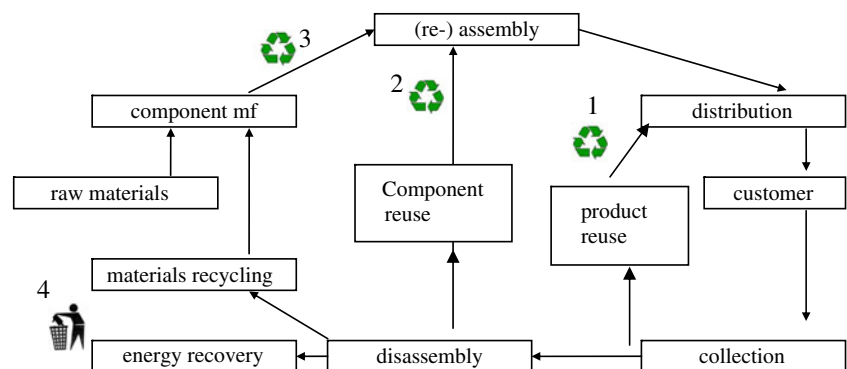 (re-) assembly
3
2
1
component mf
distribution
raw materials
Component
reuse
product
reuse
customer
materials recycling
4
energy recovery
disassembly
collection